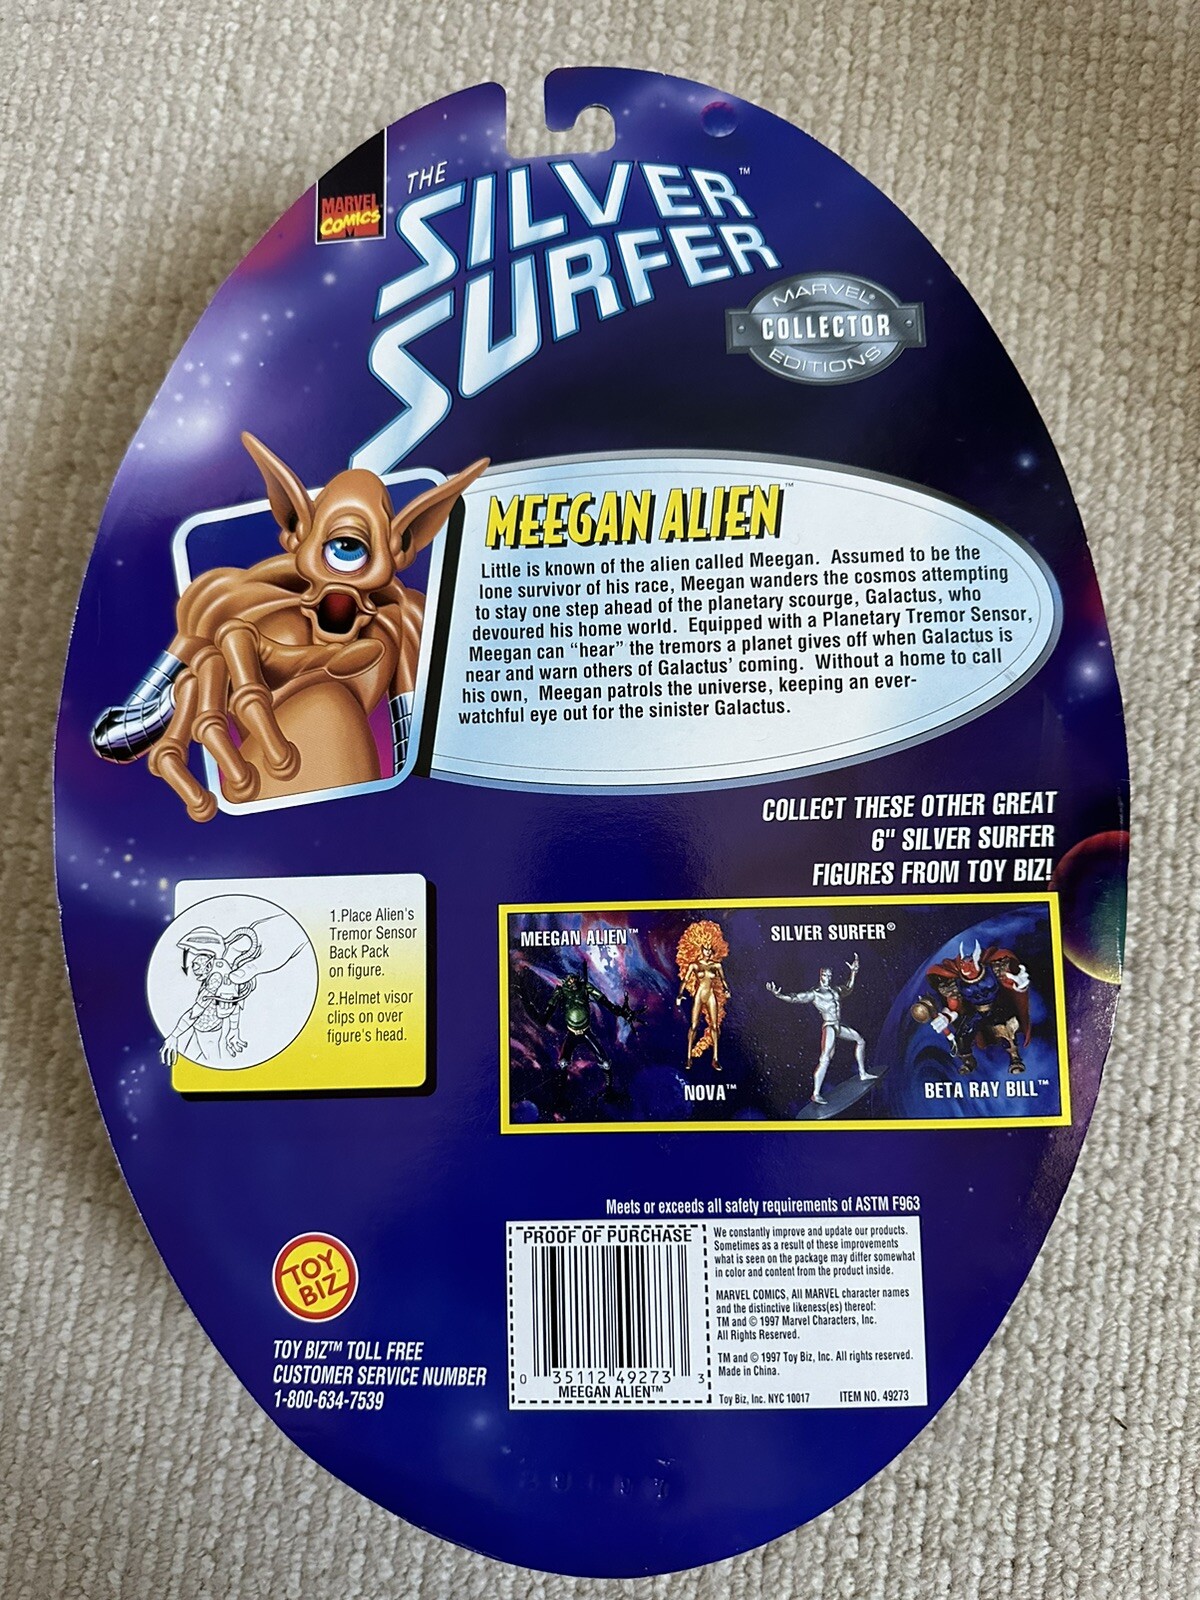 MARVEL
COMICS
THE
SILVER™
SURFER
MARVEL®
COLLECTOR
EDITIONS
MEEGAN ALIEN™
Little is known of the alien called Meegan. Assumed to be the
lone survivor of his race, Meegan wanders the cosmos attempting
to stay one step ahead of the planetary scourge, Galactus, who
devoured his home world. Equipped with a Planetary Tremor Sensor,
Meegan can “hear” the tremors a planet gives off when Galactus is
near and warn others of Galactus’ coming. Without a home to call
his own, Meegan patrols the universe, keeping an ever-
watchful eye out for the sinister Galactus.
COLLECT THESE OTHER GREAT
6" SILVER SURFER
FIGURES FROM TOY BIZ!
1.Place Alien's
Tremor Sensor
Back Pack
on figure.
2.Helmet visor
clips on over
figure's head.
MEEGAN ALIEN™
NOVA™
SILVER SURFER®
BETA RAY BILL™
Meets or exceeds all safety requirements of ASTM F963
PROOF OF PURCHASE
0 35112 49273 3
MEEGAN ALIEN™
We constantly improve and update our products.
Sometimes as a result of these improvements
what is seen on the package may differ somewhat
in color and content from the product inside.
MARVEL COMICS, All MARVEL character names
and the distinctive likeness(es) thereof:
TM and © 1997 Marvel Characters, Inc.
All Rights Reserved.
TM and © 1997 Toy Biz, Inc. All rights reserved.
Made in China.
Toy Biz, Inc. NYC 10017 ITEM NO. 49273
TOY
BIZ
TOY BIZ™ TOLL FREE
CUSTOMER SERVICE NUMBER
1-800-634-7539